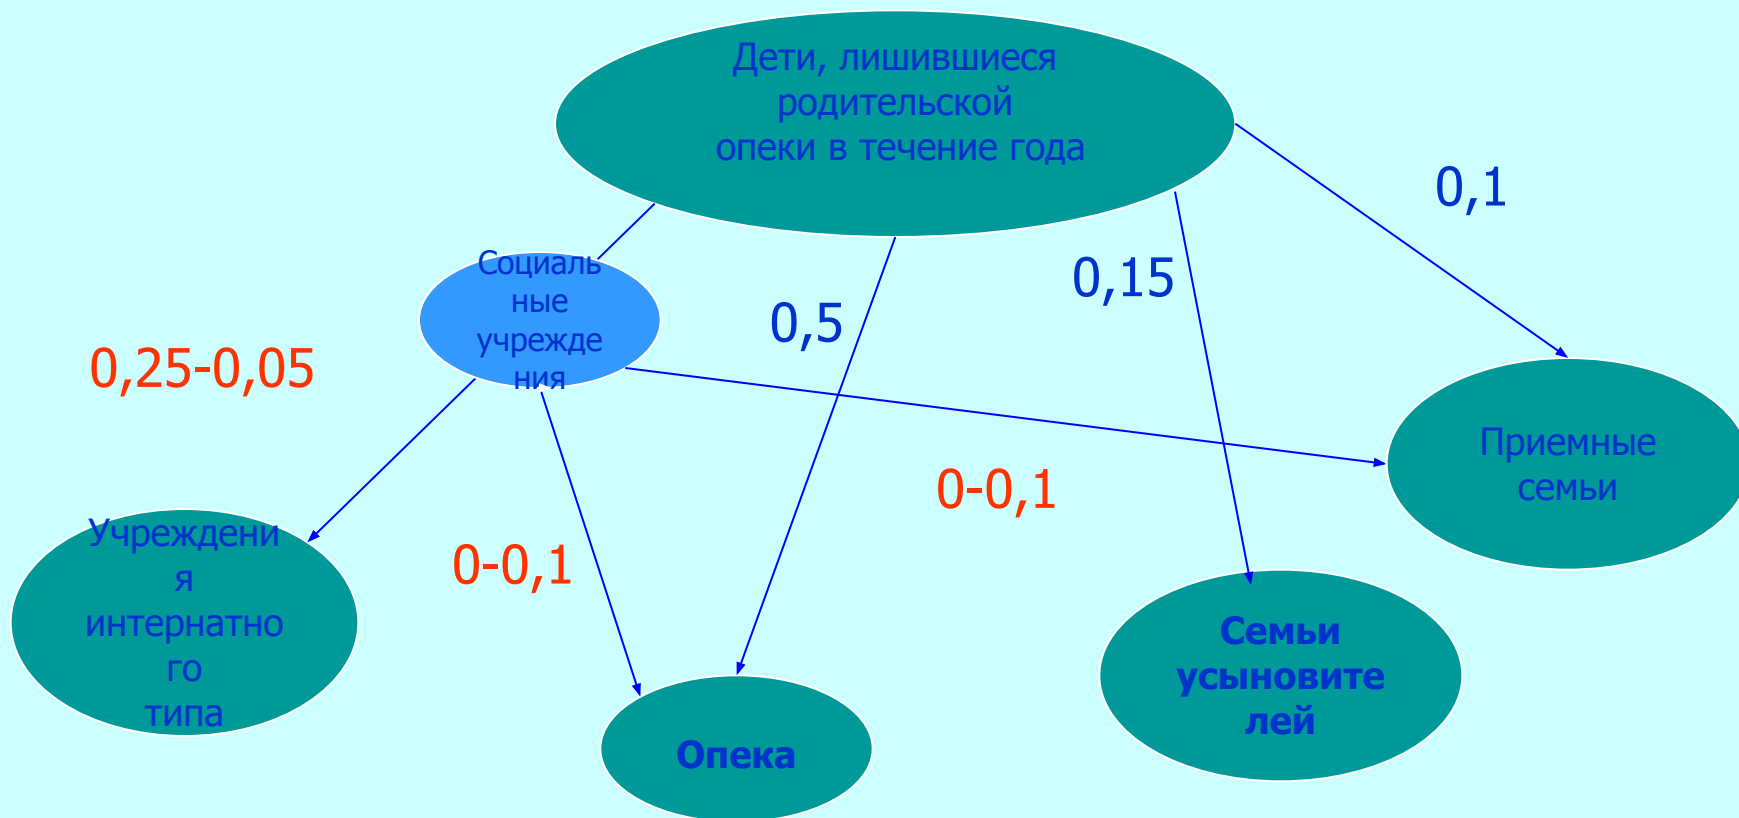 Дети, лишившиеся
родительской
опеки в течение года
0,1
Социаль
ные
учрежде
ния
0,5
0,15
0,25-0,05
Приемные
семьи
0-0,1
0-0,1
Учреждени
я
интернатно
го
типа
Семьи
усыновите
лей
Опека